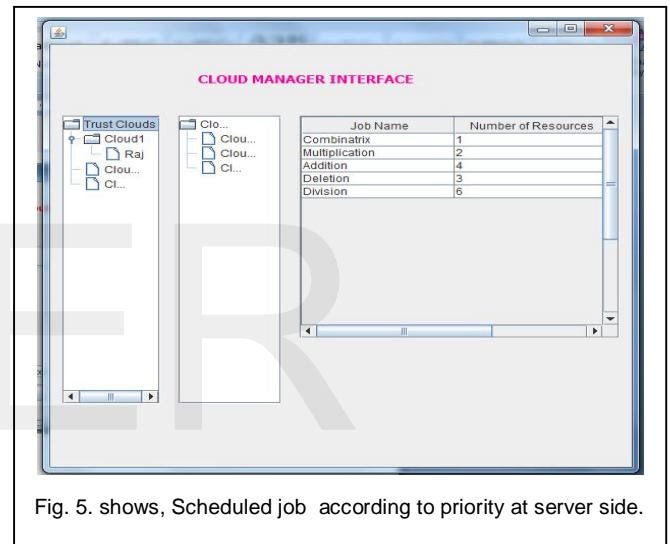 CLOUD MANAGER INTERFACE
Trust Clouds
Cloud1
Raj
Clou...
Cl...
Clo...
Clou...
Clou...
Cl...
Job Name Number of Resources
Combinatrix 1
Multiplication 2
Addition 4
Deletion 3
Division 6
ER
Fig. 5. shows, Scheduled job according to priority at server side.